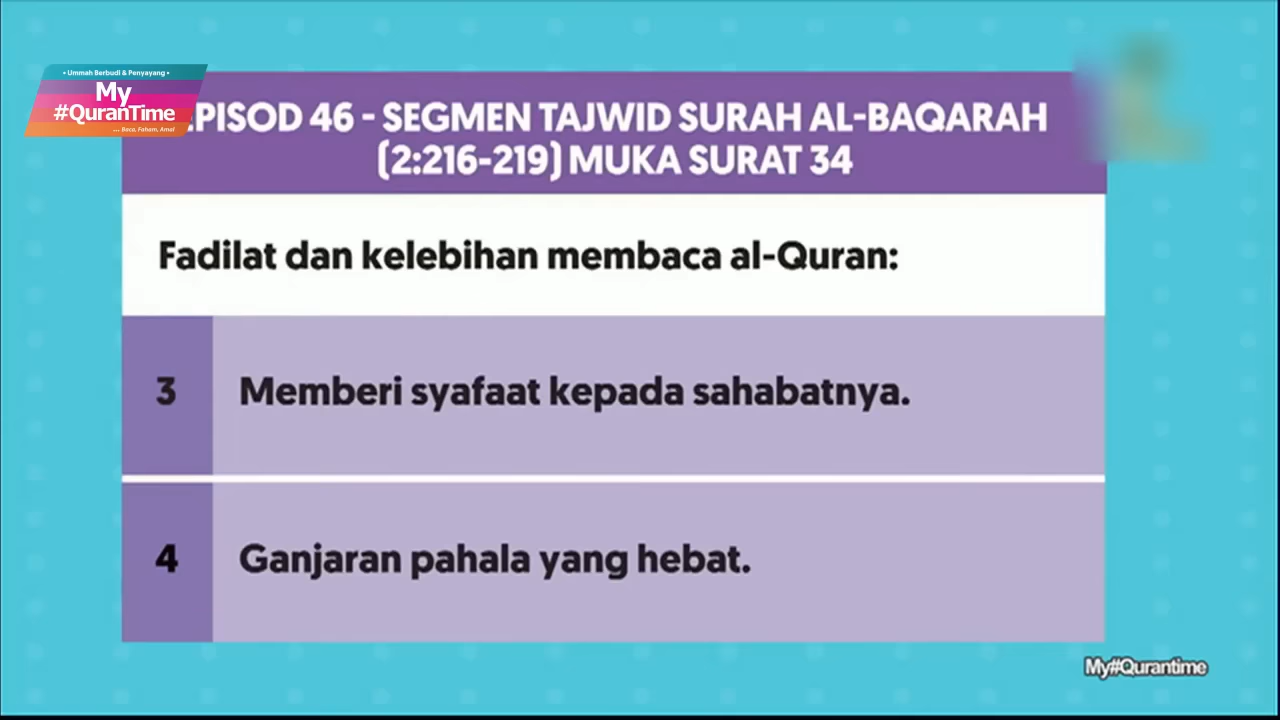 • Ummah Berbudi & Penyayang •
My
#QuranTime
... Baca, Faham, Amal
PISOD 46 - SEGMEN TAJWID SURAH AL-BAQARAH
(2:216-219) MUKA SURAT 34
Fadilat dan kelebihan membaca al-Quran:
3 Memberi syafaat kepada sahabatnya.
4 Ganjaran pahala yang hebat.
My#Qurantime